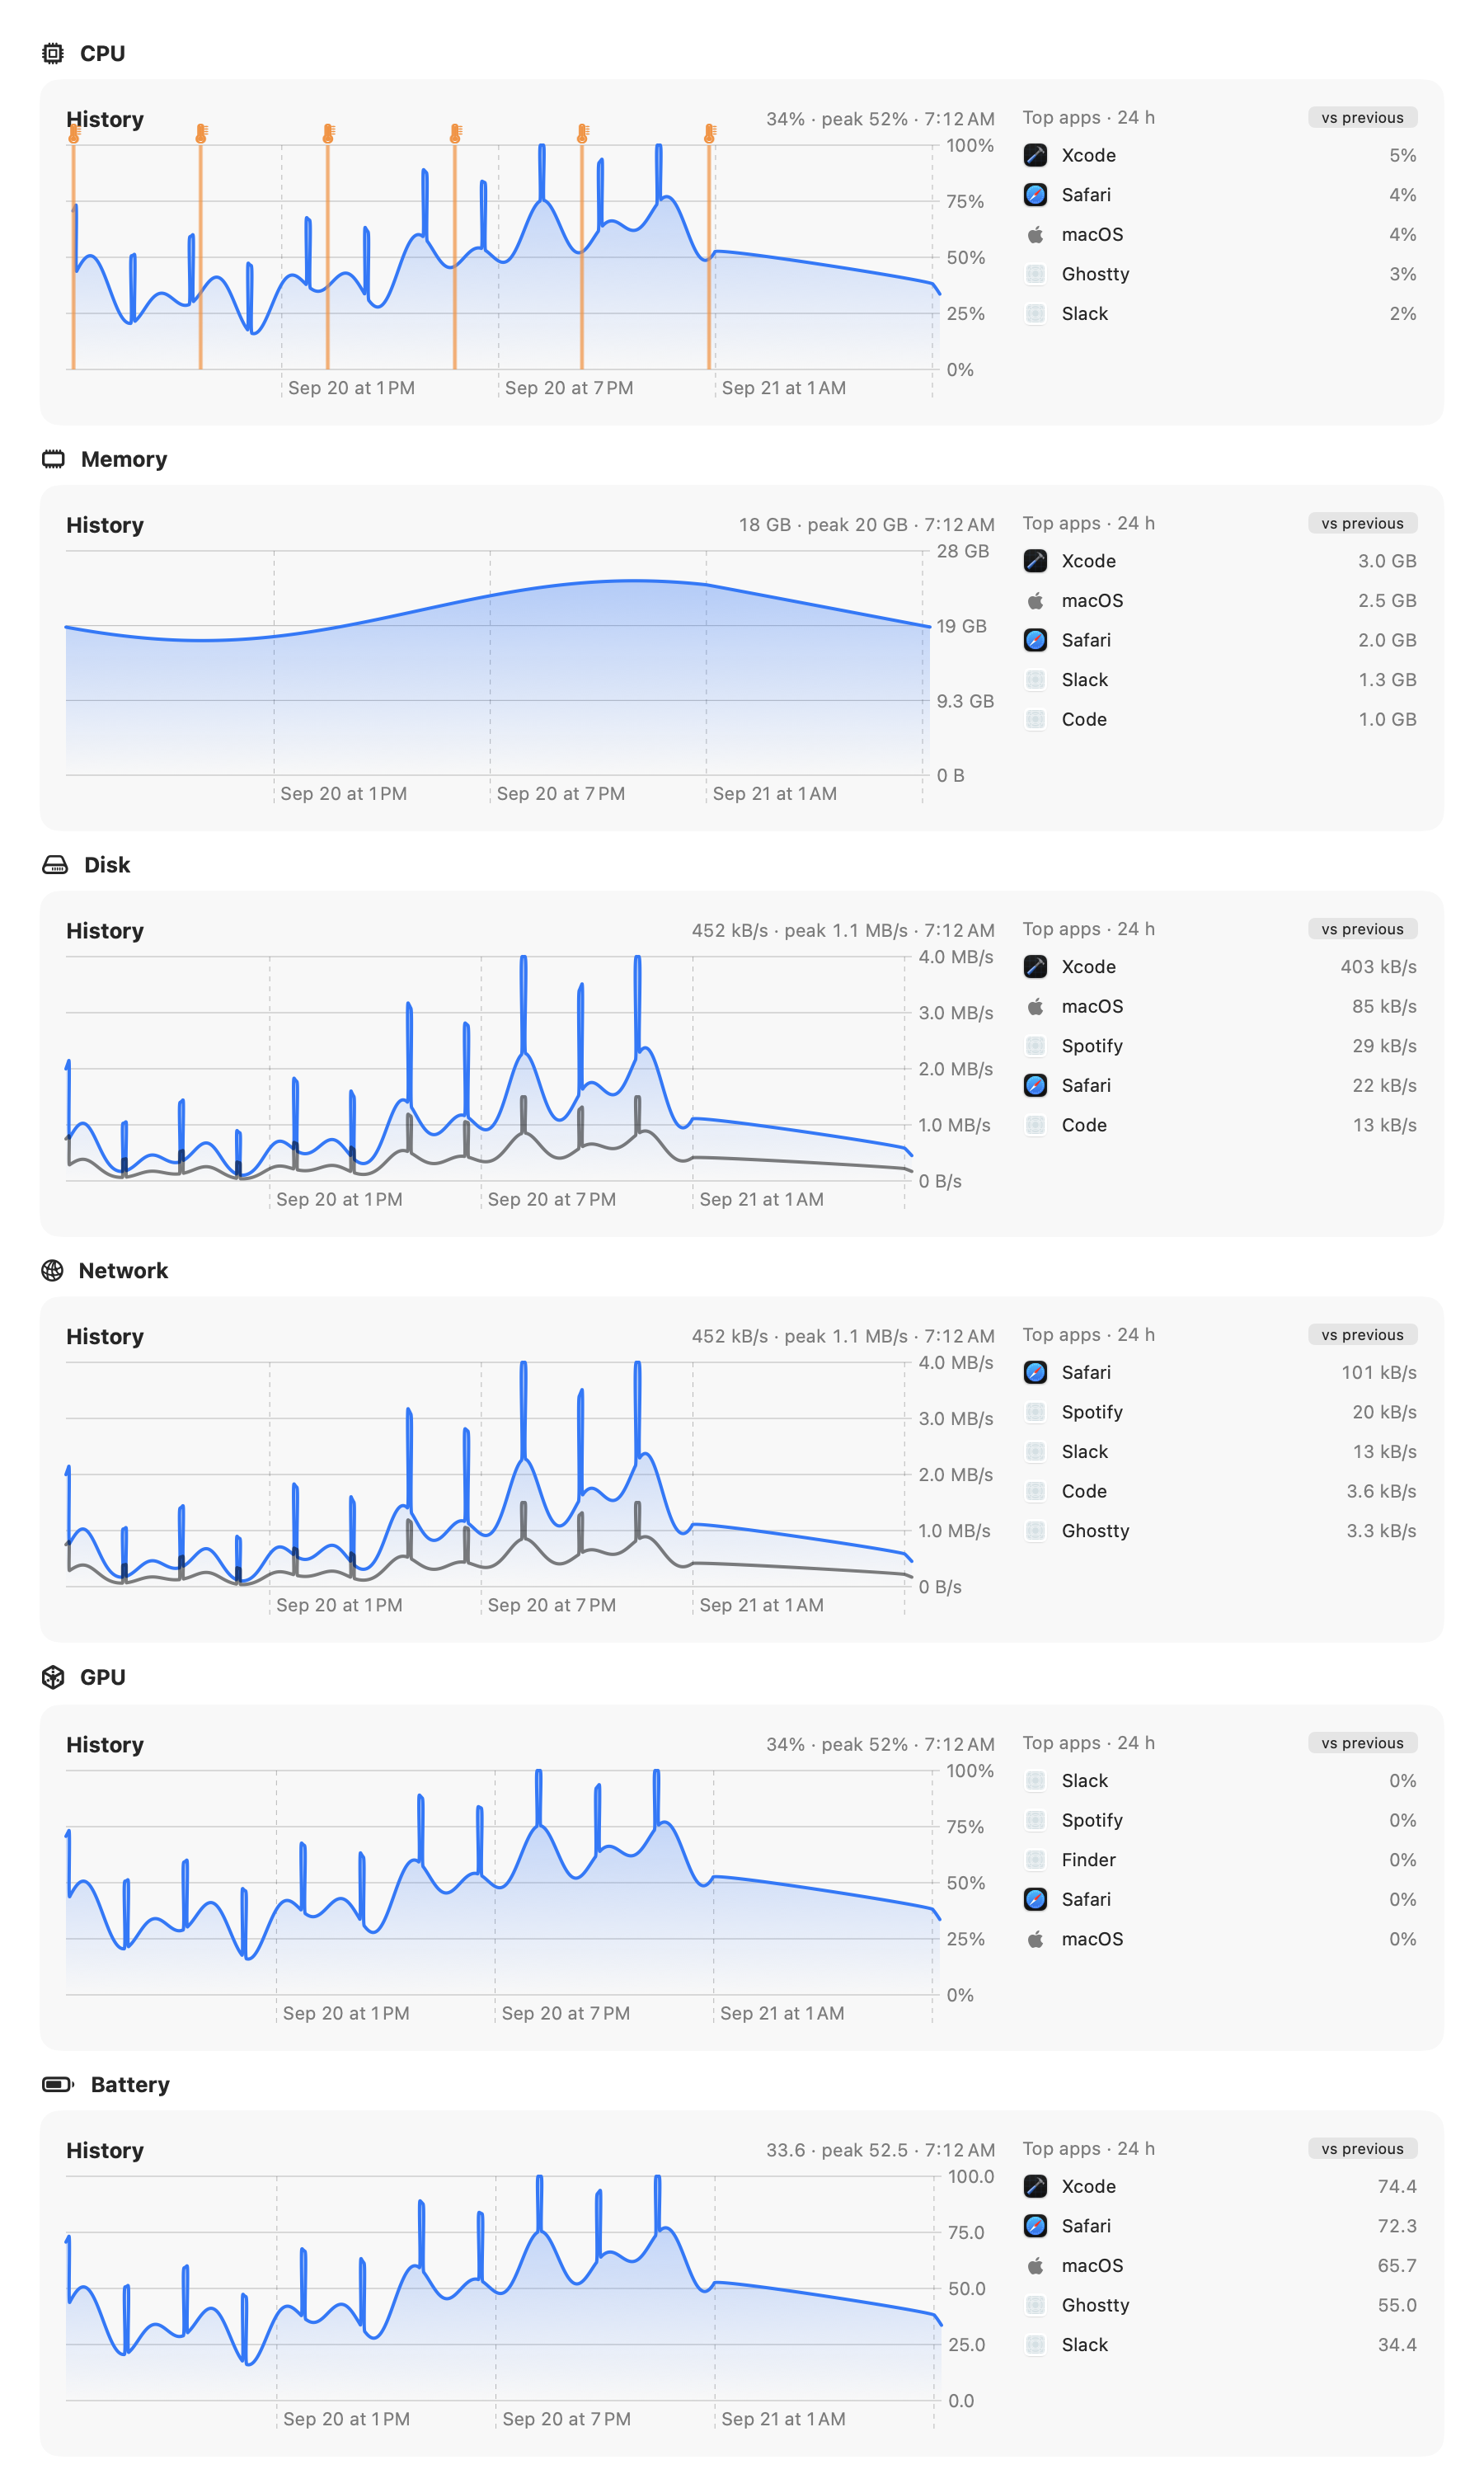 CPU
History
34% · peak 52% · 7:12 AM
100%
75%
50%
25%
0%
Sep 20 at 1 PM
Sep 20 at 7 PM
Sep 21 at 1 AM
Top apps · 24 h
vs previous
Xcode 5%
Safari 4%
macOS 4%
Ghostty 3%
Slack 2%
Memory
History
18 GB · peak 20 GB · 7:12 AM
28 GB
19 GB
9.3 GB
0 B
Sep 20 at 1 PM
Sep 20 at 7 PM
Sep 21 at 1 AM
Top apps · 24 h
vs previous
Xcode 3.0 GB
macOS 2.5 GB
Safari 2.0 GB
Slack 1.3 GB
Code 1.0 GB
Disk
History
452 kB/s · peak 1.1 MB/s · 7:12 AM
4.0 MB/s
3.0 MB/s
2.0 MB/s
1.0 MB/s
0 B/s
Sep 20 at 1 PM
Sep 20 at 7 PM
Sep 21 at 1 AM
Top apps · 24 h
vs previous
Xcode 403 kB/s
macOS 85 kB/s
Spotify 29 kB/s
Safari 22 kB/s
Code 13 kB/s
Network
History
452 kB/s · peak 1.1 MB/s · 7:12 AM
4.0 MB/s
3.0 MB/s
2.0 MB/s
1.0 MB/s
0 B/s
Sep 20 at 1 PM
Sep 20 at 7 PM
Sep 21 at 1 AM
Top apps · 24 h
vs previous
Safari 101 kB/s
Spotify 20 kB/s
Slack 13 kB/s
Code 3.6 kB/s
Ghostty 3.3 kB/s
GPU
History
34% · peak 52% · 7:12 AM
100%
75%
50%
25%
0%
Sep 20 at 1 PM
Sep 20 at 7 PM
Sep 21 at 1 AM
Top apps · 24 h
vs previous
Slack 0%
Spotify 0%
Finder 0%
Safari 0%
macOS 0%
Battery
History
33.6 · peak 52.5 · 7:12 AM
100.0
75.0
50.0
25.0
0.0
Sep 20 at 1 PM
Sep 20 at 7 PM
Sep 21 at 1 AM
Top apps · 24 h
vs previous
Xcode 74.4
Safari 72.3
macOS 65.7
Ghostty 55.0
Slack 34.4